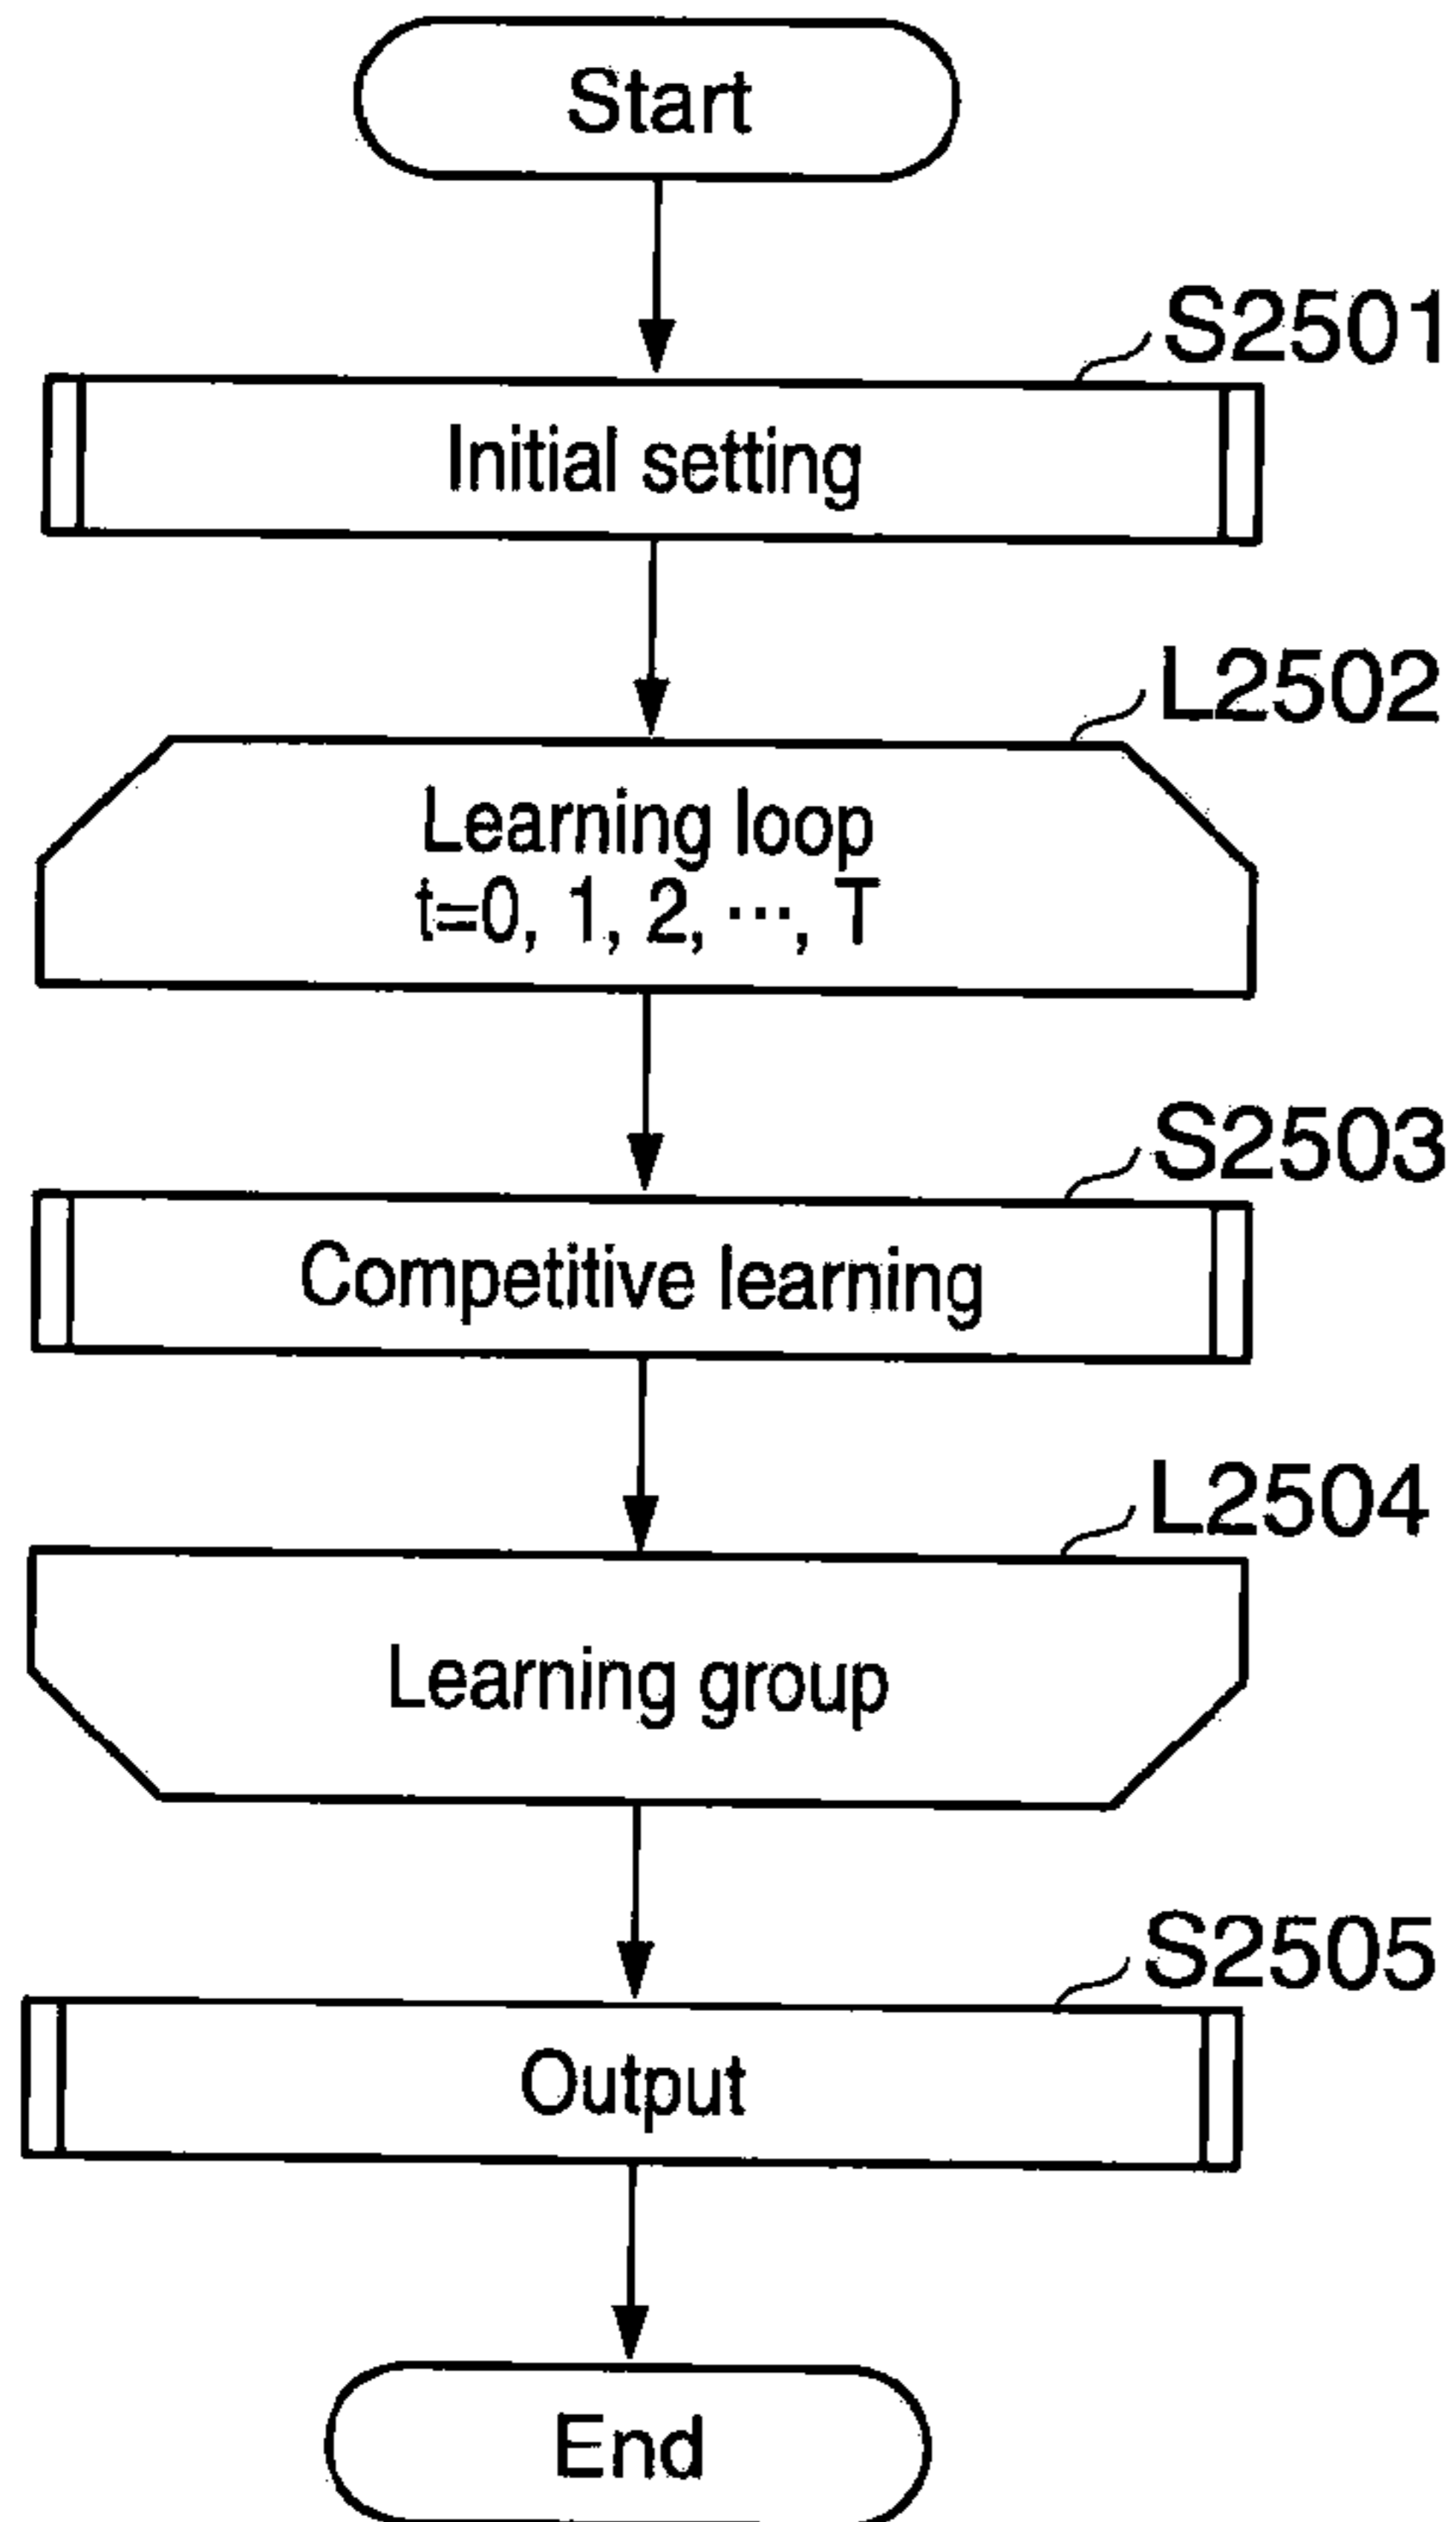 Start
S2501
Initial setting
L2502
Learning loop
t=0, 1, 2, ···, T
S2503
Competitive learning
L2504
Learning group
S2505
Output
End